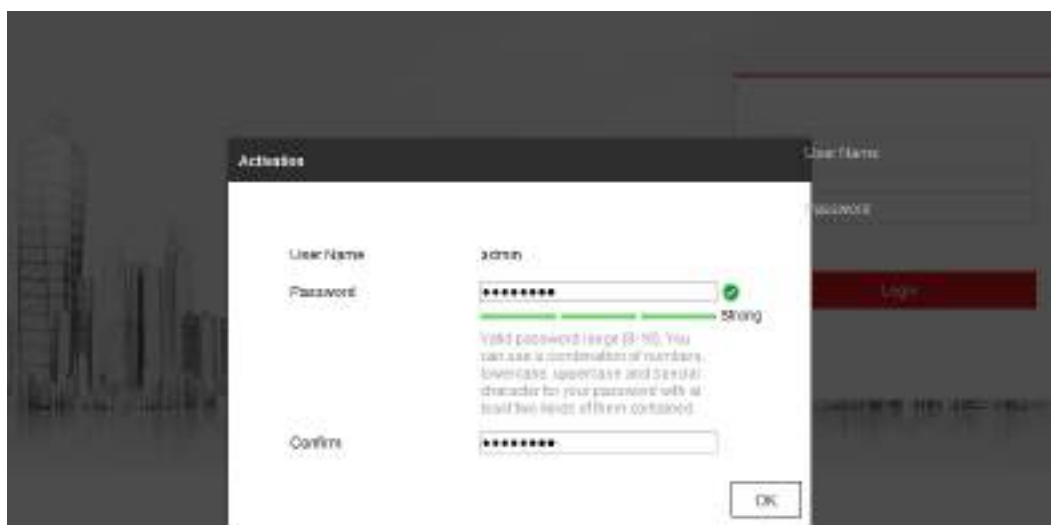 Activation
User Name
Password
Login
User Name admin
Password ●●●●●●●●
Strong
Valid password range [8-16]. You
can use a combination of numbers,
lowercase, uppercase and special
character for your password with at
least two kinds of them contained.
Confirm ●●●●●●●●
OK